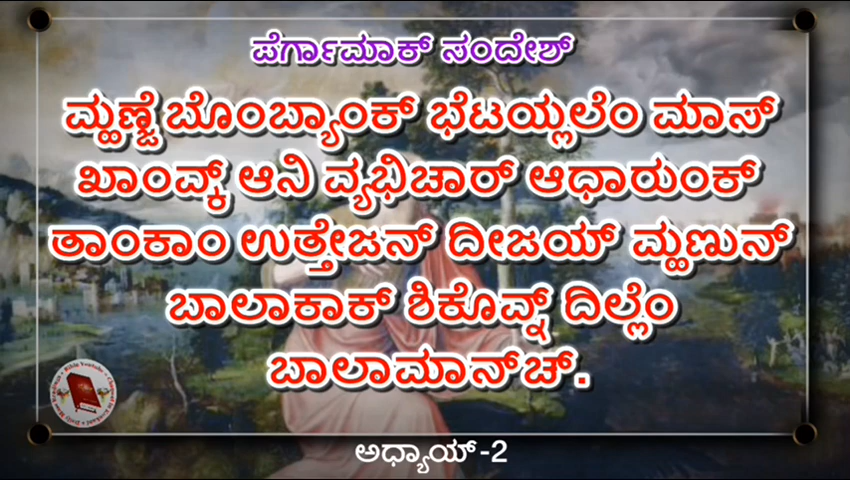 ಪೆರ್ಗಾಮಾಕ್ ಸಂದೇಶ್
ಮ್ಹಣ್ಜೆ ಬೊಂಬ್ಯಾಂಕ್ ಭೆಟಯ್ಲಲೆಂ ಮಾಸ್
ಖಾಂವ್ಕ್ ಆನಿ ವ್ಯಭಿಚಾರ್ ಆಧಾರುಂಕ್
ತಾಂಕಾಂ ಉತ್ತೇಜನ್ ದೀಜಯ್ ಮ್ಹಣುನ್
ಬಾಲಾಕಾಕ್ ಶಿಕೊವ್ನ್ ದಿಲ್ಲೆಂ
ಬಾಲಾಮಾನ್‌ಚ್.
ಅಧ್ಯಾಯ್-2